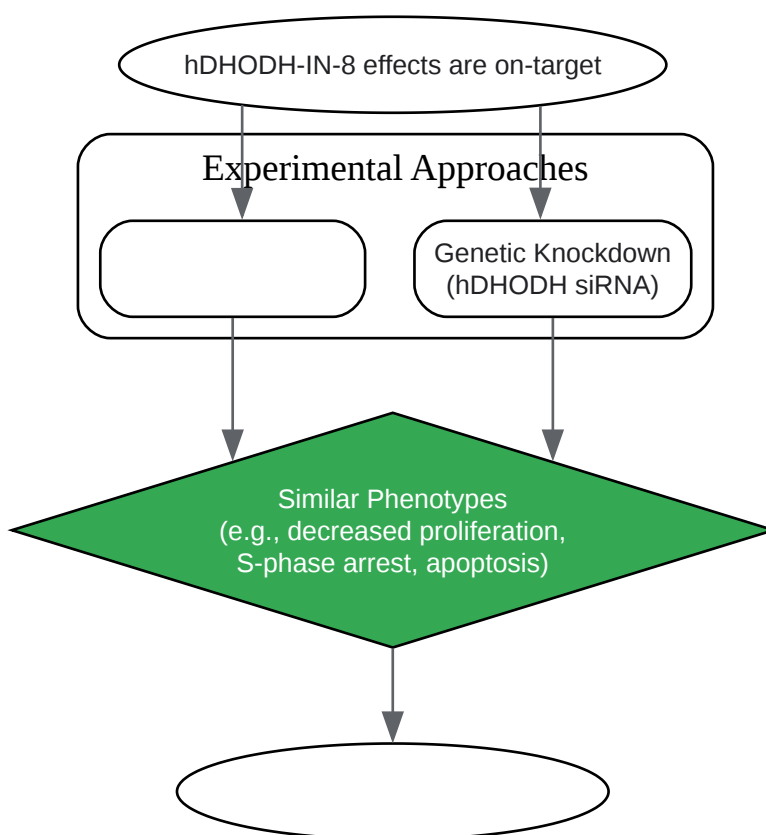 hDHODH-IN-8 effects are on-target
Experimental Approaches
Genetic Knockdown
(hDHODH siRNA)
Similar Phenotypes
(e.g., decreased proliferation,
S-phase arrest, apoptosis)